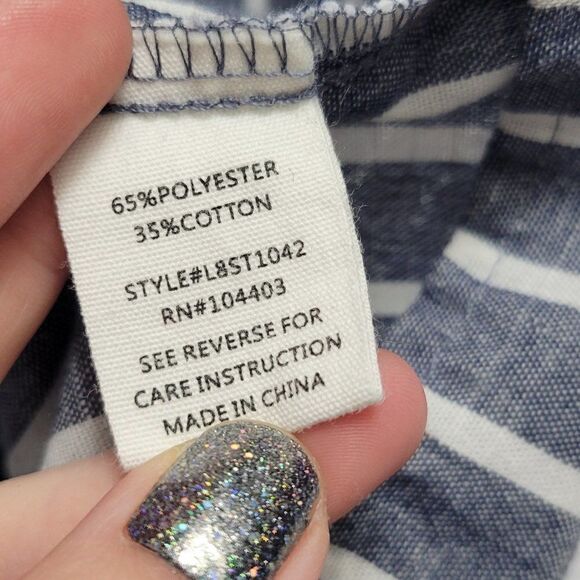 65%POLYESTER
35%COTTON
STYLE#L8ST1042
RN#104403
SEE REVERSE FOR
CARE INSTRUCTION
MADE IN CHINA